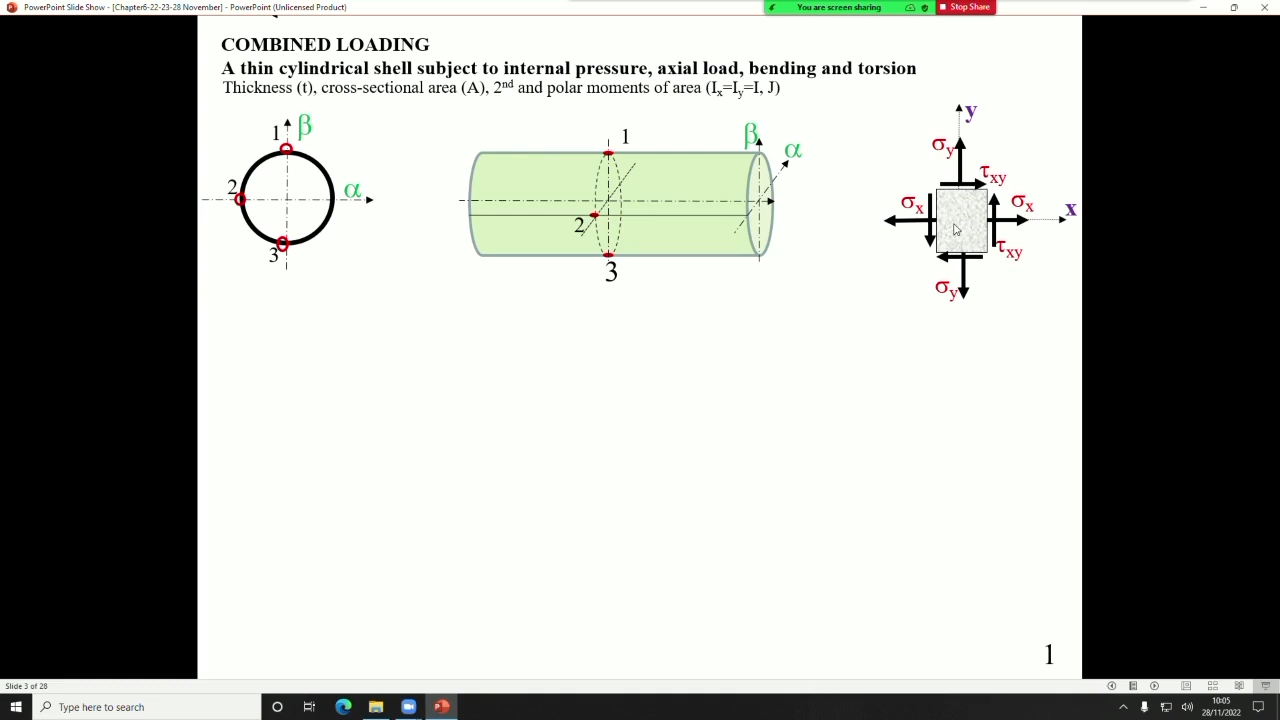 PowerPoint Slide Show - [Chapter6-22-23-28 November] - PowerPoint (Unlicensed Product)
You are screen sharing
Stop Share
COMBINED LOADING
A thin cylindrical shell subject to internal pressure, axial load, bending and torsion
Thickness (t), cross-sectional area (A), 2nd and polar moments of area (Ix=Iy=I, J)
1 β
2 α
3
1 β α
2
3
y
σy
τxy
σx σx x
τxy
σy
1
Slide 3 of 28
Type here to search
10:05
28/11/2022